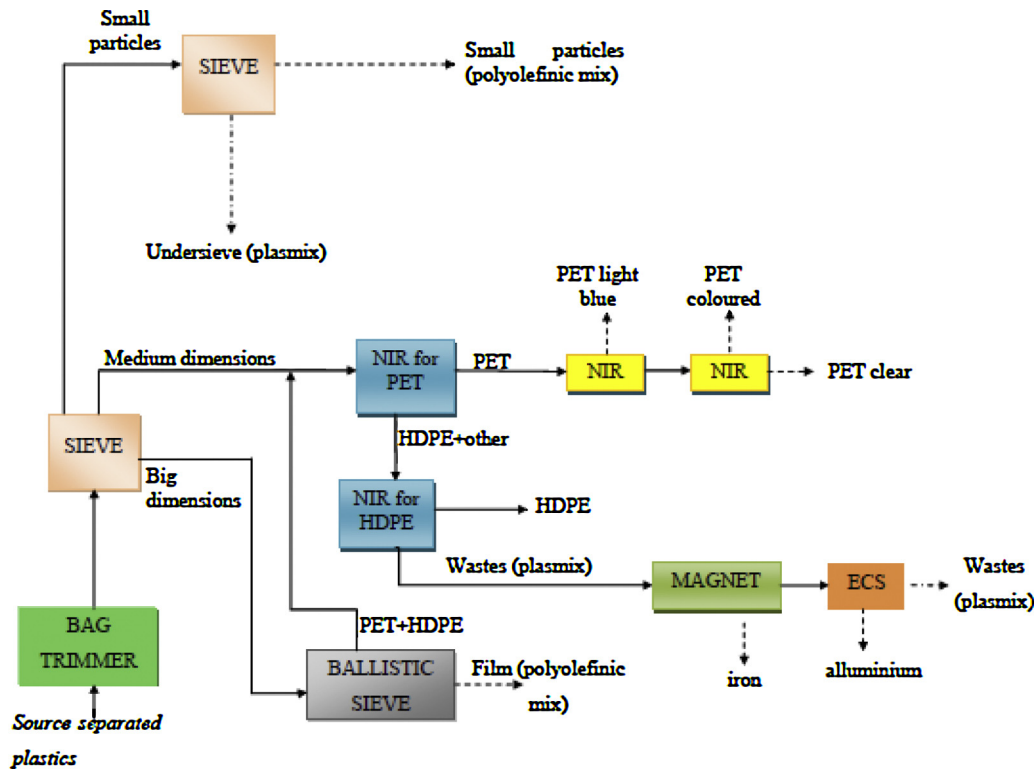 Small
particles
SIEVE
Small particles
(polyolefinic mix)
Undersieve (plasmix)
PET light
blue
PET
coloured
Medium dimensions
NIR for
PET
PET
NIR
NIR
PET clear
SIEVE
HDPE+other
Big
dimensions
NIR for
HDPE
HDPE
Wastes (plasmix)
MAGNET
ECS
Wastes
(plasmix)
BAG
TRIMMER
PET+HDPE
BALLISTIC
SIEVE
Film (polyolefinic
mix)
iron
alluminium
Source separated
plastics